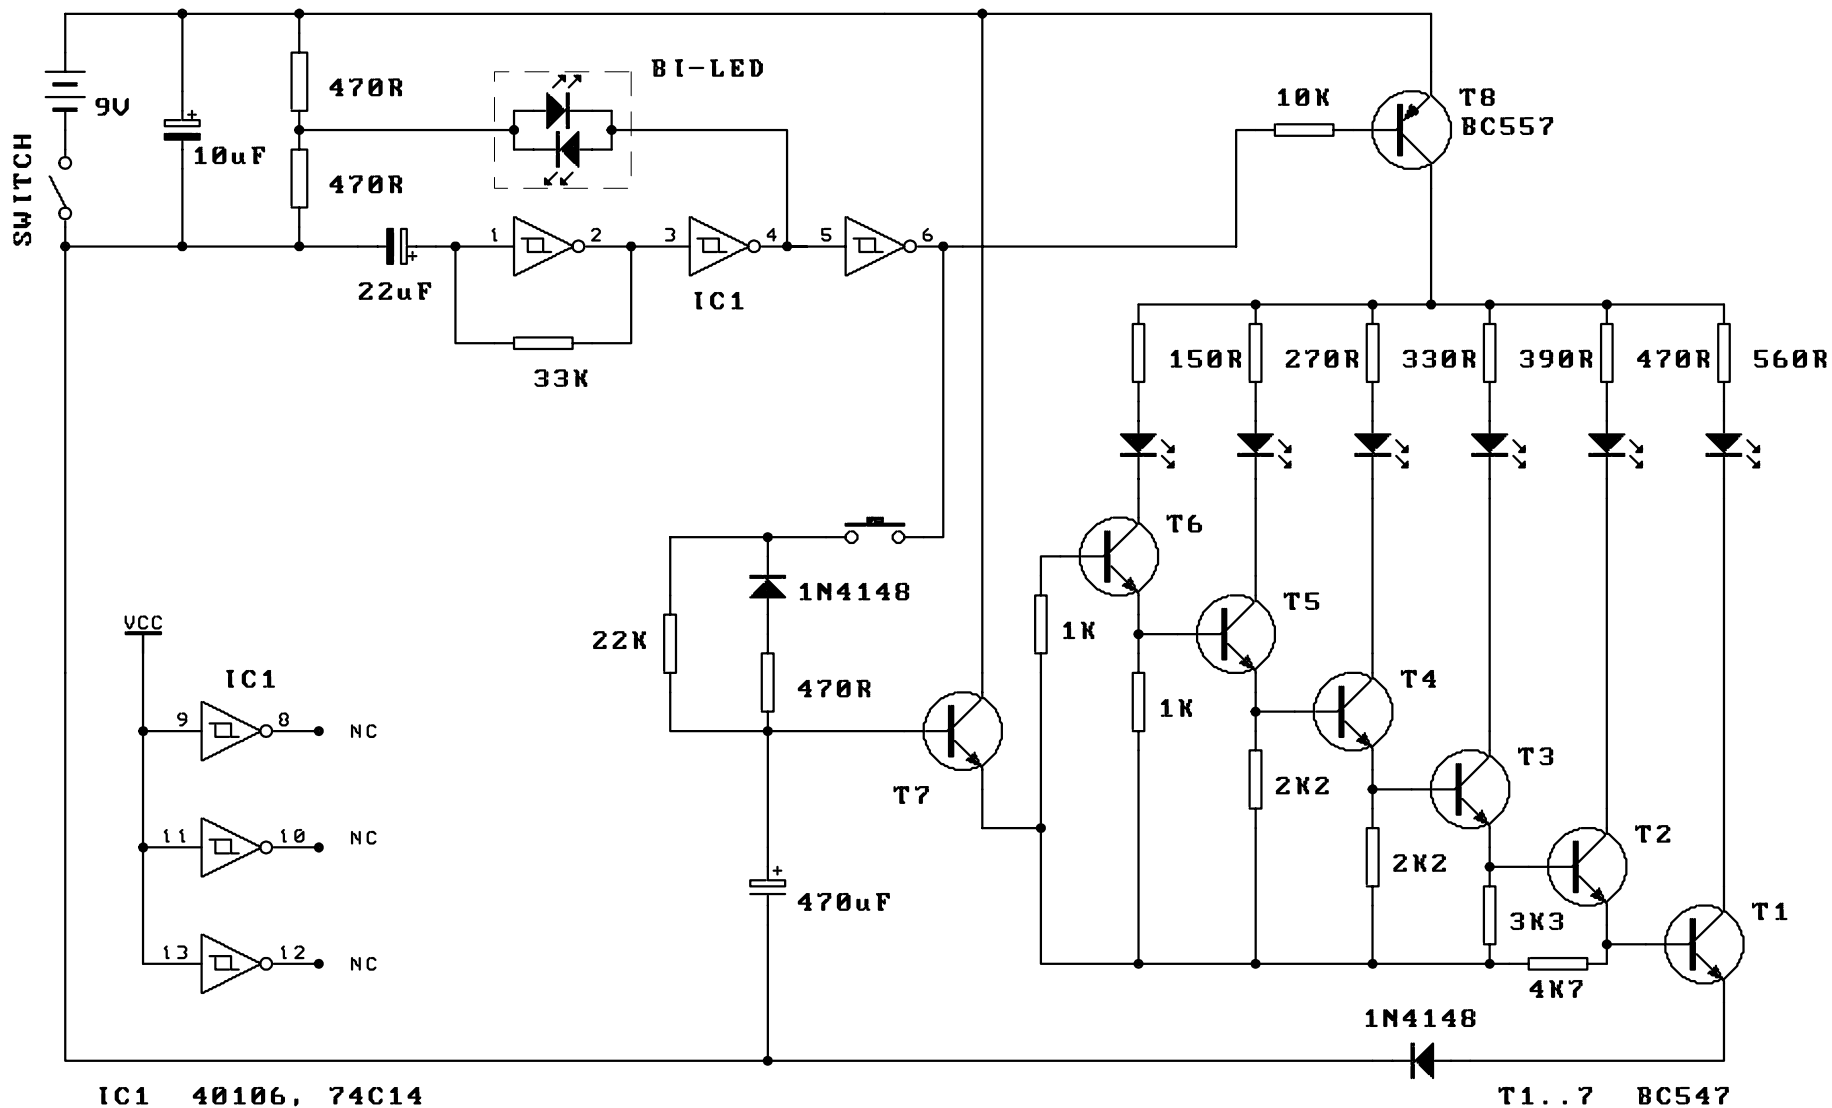 BI-LED
470R
9V
10K
T8
BC557
SWITCH
10uF
470R
1
2
3
4
5
6
22uF
IC1
33K
150R
270R
330R
390R
470R
560R
T6
1N4148
T5
VCC
22K
1K
IC1
470R
T4
1K
9
8
NC
T3
2K2
T7
11
10
NC
T2
2K2
470uF
T1
3K3
13
12
NC
4K7
1N4148
IC1 40106, 74C14
T1..7 BC547
+
+
+